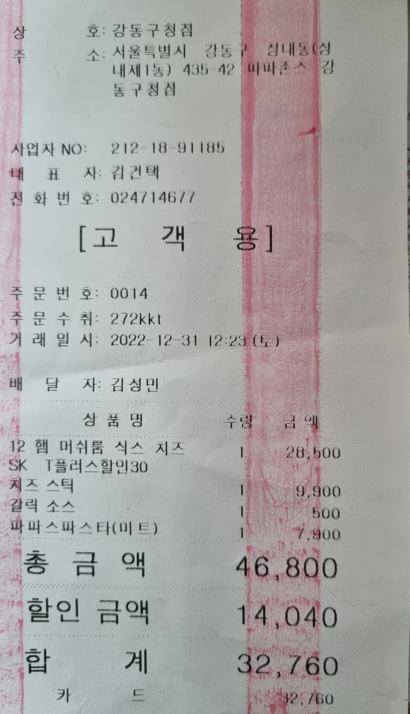 상 호: 강동구청점
주 소: 서울특별시 강동구 성내동(성
내제1동) 435-42 파파존스 강
동구청점
사업자 NO: 212-18-91185
대 표 자: 김건택
전 화 번 호: 024714677
[고 객 용]
주 문 번 호: 0014
주 문 수 취: 272kkt
거 래 일 시: 2022-12-31 12:23 (토)
배 달 자: 김성민
상 품 명 수량 금 액
12 햄 머쉬룸 식스 치즈 1 28,500
SK T플러스할인30
치즈 스틱 1 9,900
갈릭 소스 1 500
파파스파스타(미트) 1 7,900
총 금 액 46,800
할인 금액 14,040
합 계 32,760
카 드 32,760